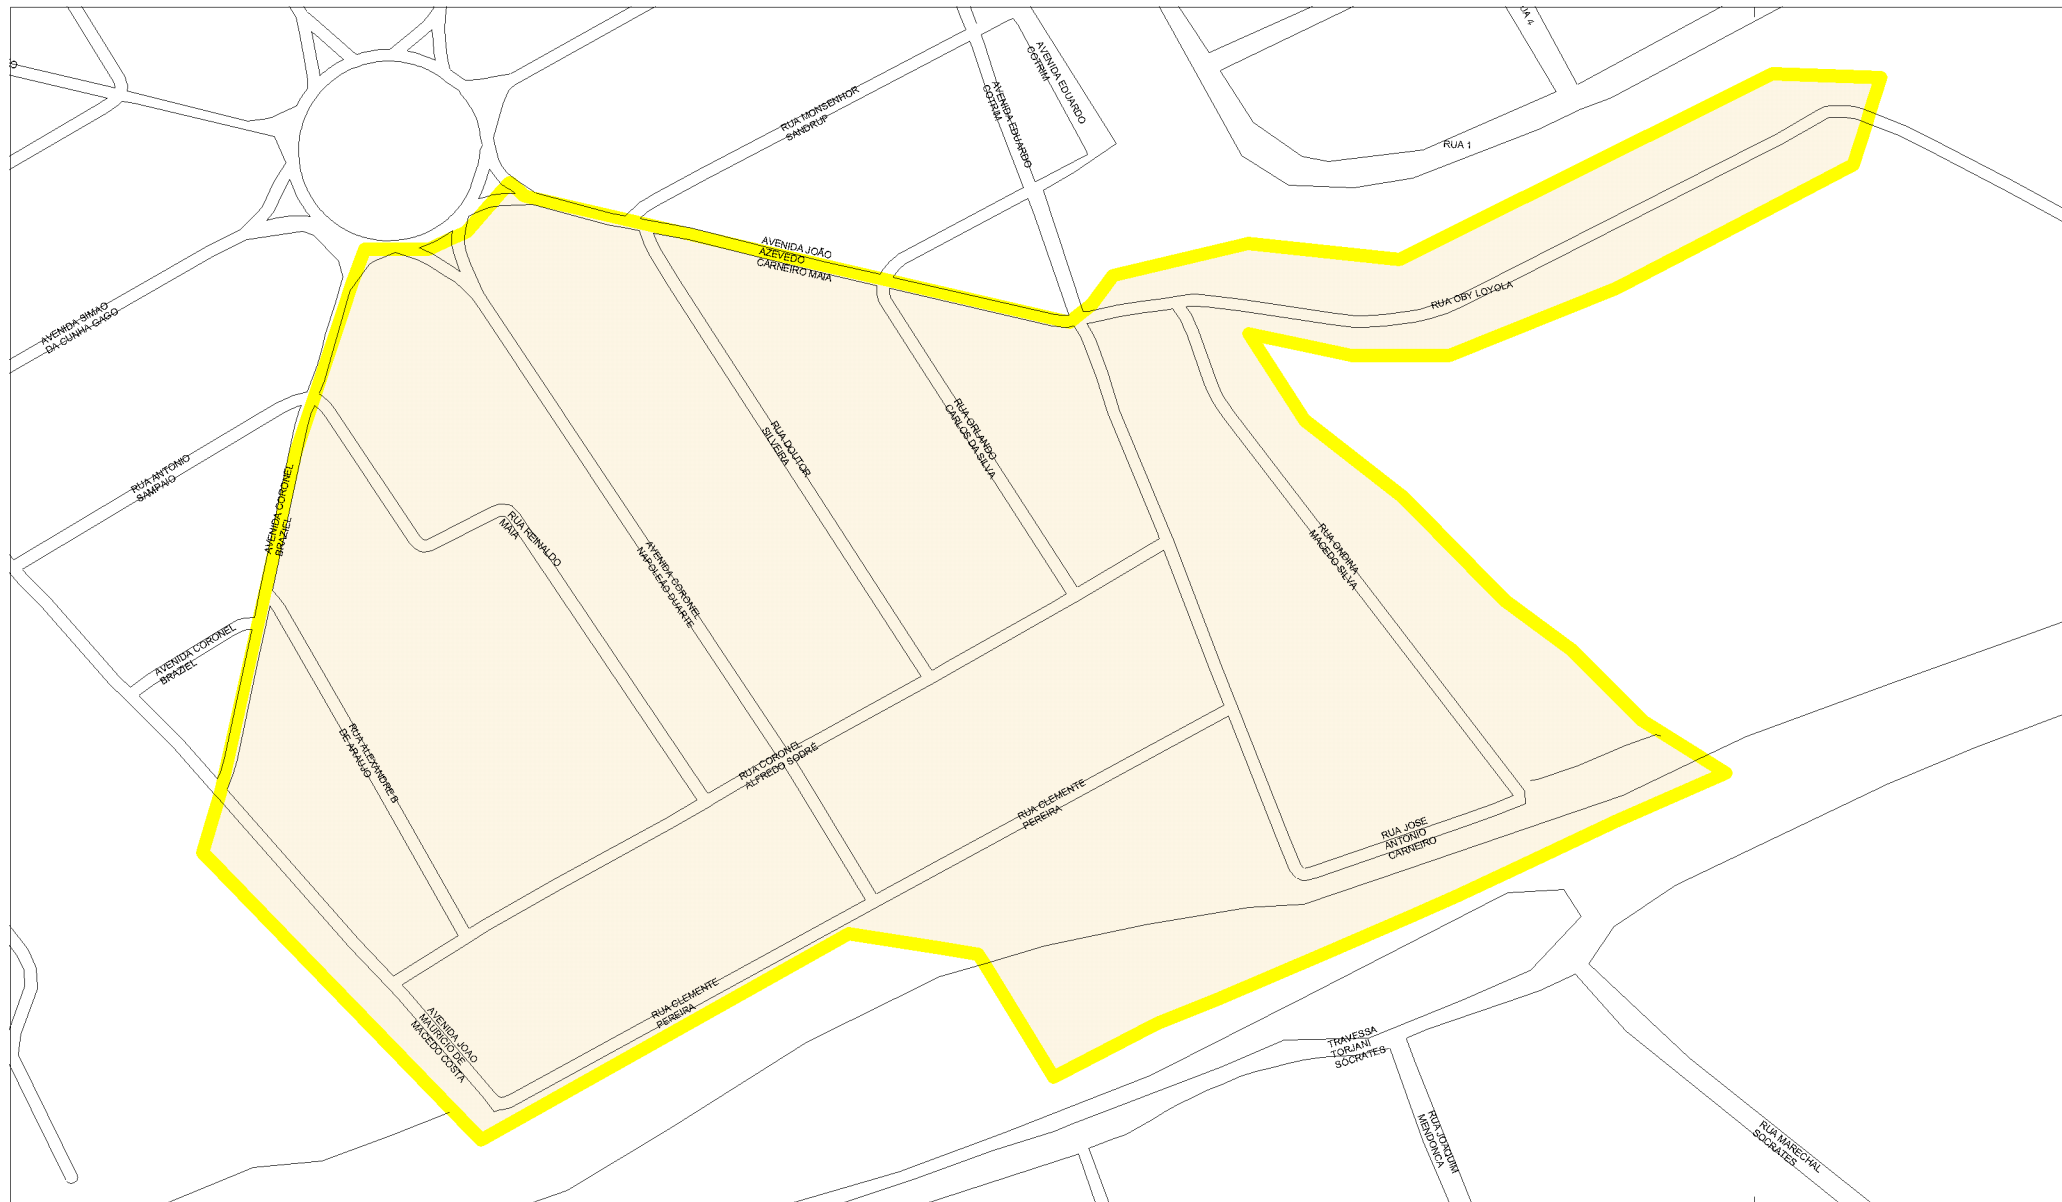 RUA 4
AVENIDA EDUARDO
COTRIM
AVENIDA EDUARDO
COTRIM
RUA MONSENHOR
SANDRUP
RUA 1
AVENIDA JOÃO
AZEVEDO
CARNEIRO MAIA
RUA OBY LOYOLA
AVENIDA SIMAO
DA CUNHA GAGO
RUA ANTONIO
SAMPAIO
AVENIDA CORONEL
BRAZIEL
RUA DOUTOR
SILVEIRA
RUA ORLANDO
CARLOS DA SILVA
RUA REINALDO
MAIA
AVENIDA CORONEL
NAPOLEÃO DUARTE
RUA ONDINA
MACEDO SILVA
AVENIDA CORONEL
BRAZIEL
RUA ALEXANDRE B
DE ARAUJO
RUA CORONEL
ALFREDO SODRÉ
RUA CLEMENTE
PEREIRA
RUA JOSE
ANTONIO
CARNEIRO
RUA CLEMENTE
PEREIRA
AVENIDA JOAO
MAURICIO DE
MACEDO COSTA
TRAVESSA
TORJANI
SOCRATES
RUA JOAQUIM
MENDONCA
RUA MARECHAL
SOCRATES